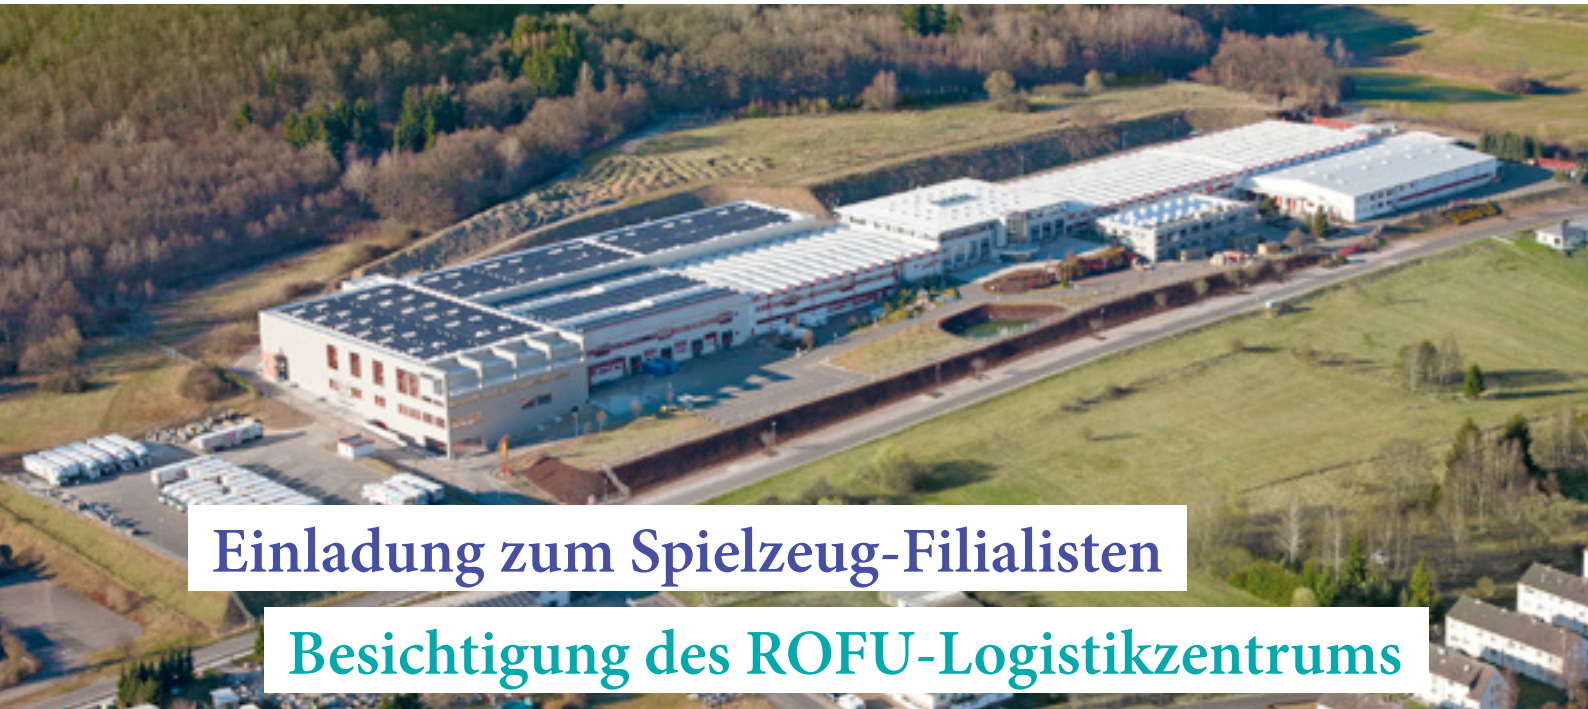 Einladung zum Spielzeug-Filialisten
Besichtigung des ROFU-Logistikzentrums